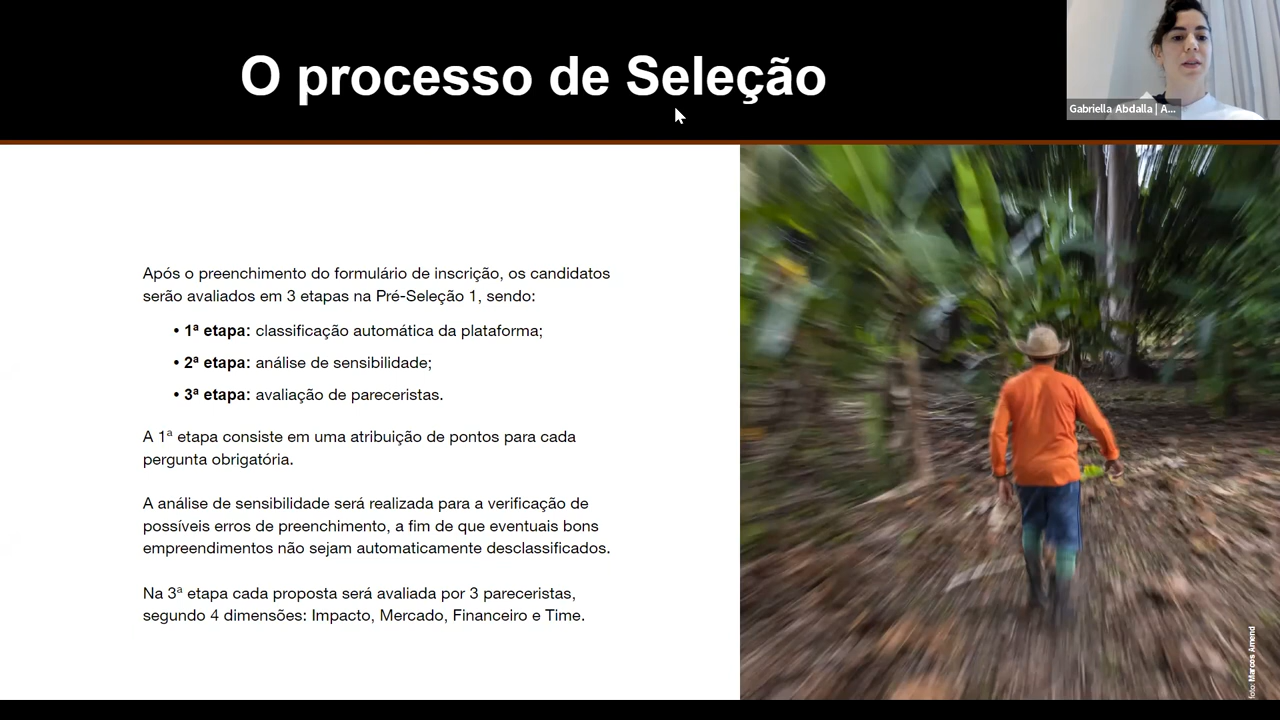 O processo de Seleção
Gabriella Abdalla | A...
Após o preenchimento do formulário de inscrição, os candidatos
serão avaliados em 3 etapas na Pré-Seleção 1, sendo:
• 1ª etapa: classificação automática da plataforma;
• 2ª etapa: análise de sensibilidade;
• 3ª etapa: avaliação de pareceristas.
A 1ª etapa consiste em uma atribuição de pontos para cada
pergunta obrigatória.
A análise de sensibilidade será realizada para a verificação de
possíveis erros de preenchimento, a fim de que eventuais bons
empreendimentos não sejam automaticamente desclassificados.
Na 3ª etapa cada proposta será avaliada por 3 pareceristas,
segundo 4 dimensões: Impacto, Mercado, Financeiro e Time.
foto: Marcos Amend